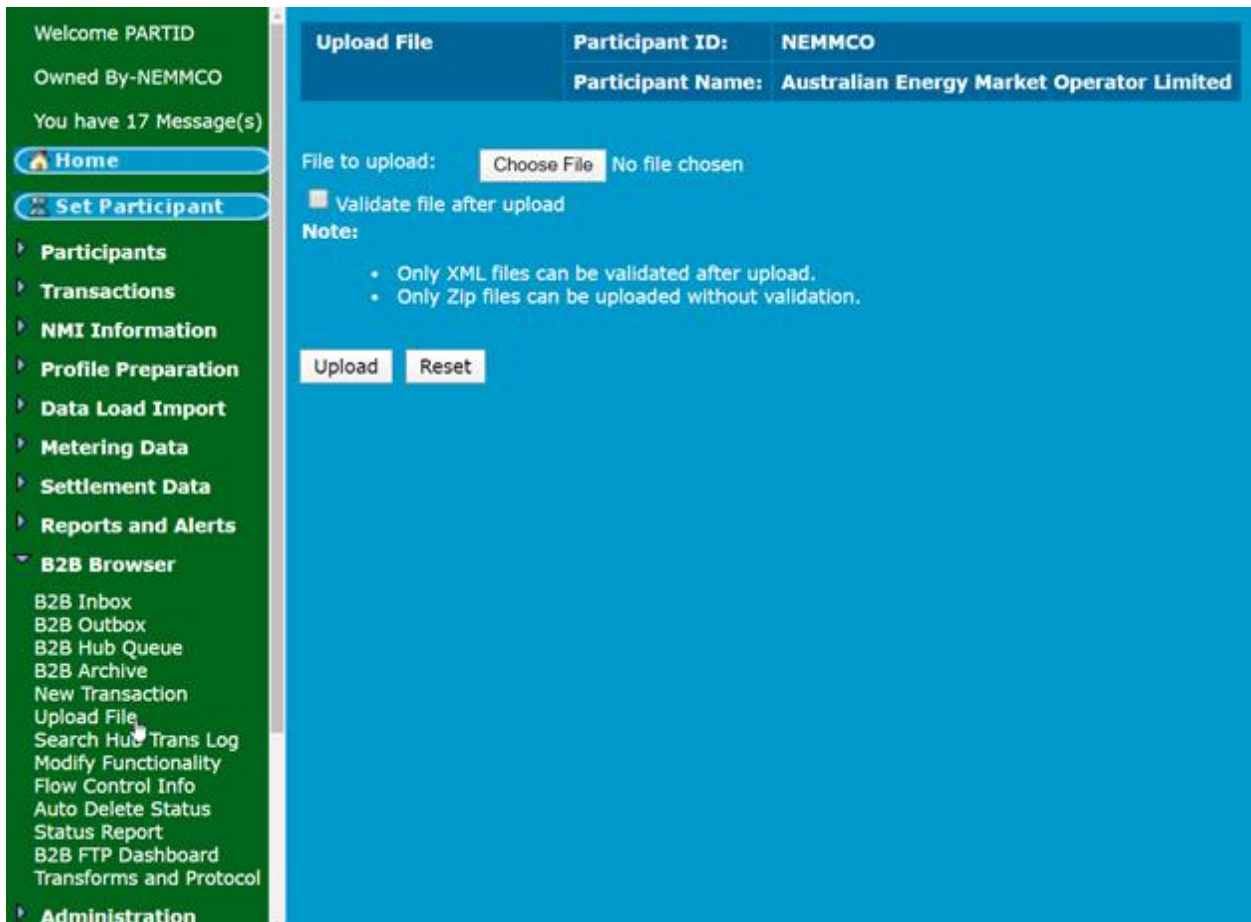 Welcome PARTID
Owned By-NEMMCO
You have 17 Message(s)
Home
Set Participant
Participants
Transactions
NMI Information
Profile Preparation
Data Load Import
Metering Data
Settlement Data
Reports and Alerts
B2B Browser
B2B Inbox
B2B Outbox
B2B Hub Queue
B2B Archive
New Transaction
Upload File
Search Hub Trans Log
Modify Functionality
Flow Control Info
Auto Delete Status
Status Report
B2B FTP Dashboard
Transforms and Protocol
Administration
Upload File Participant ID: NEMMCO
Participant Name: Australian Energy Market Operator Limited
File to upload: Choose File No file chosen
Validate file after upload
Note:
• Only XML files can be validated after upload.
• Only Zip files can be uploaded without validation.
Upload Reset